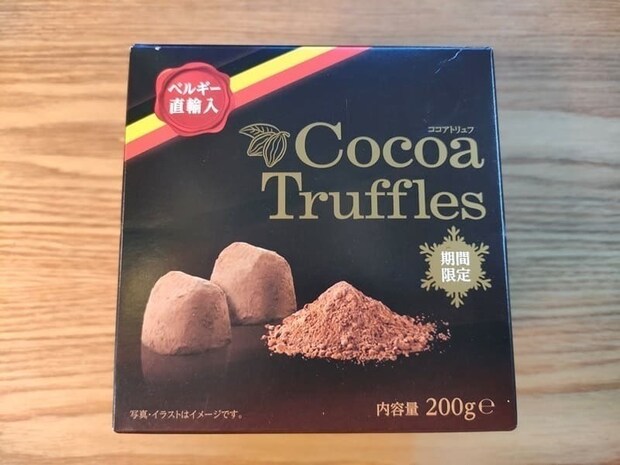 ベルギー
直輸入
ココアトリュフ
Cocoa
Truffles
期間
限定
写真・イラストはイメージです。
内容量 200g℮